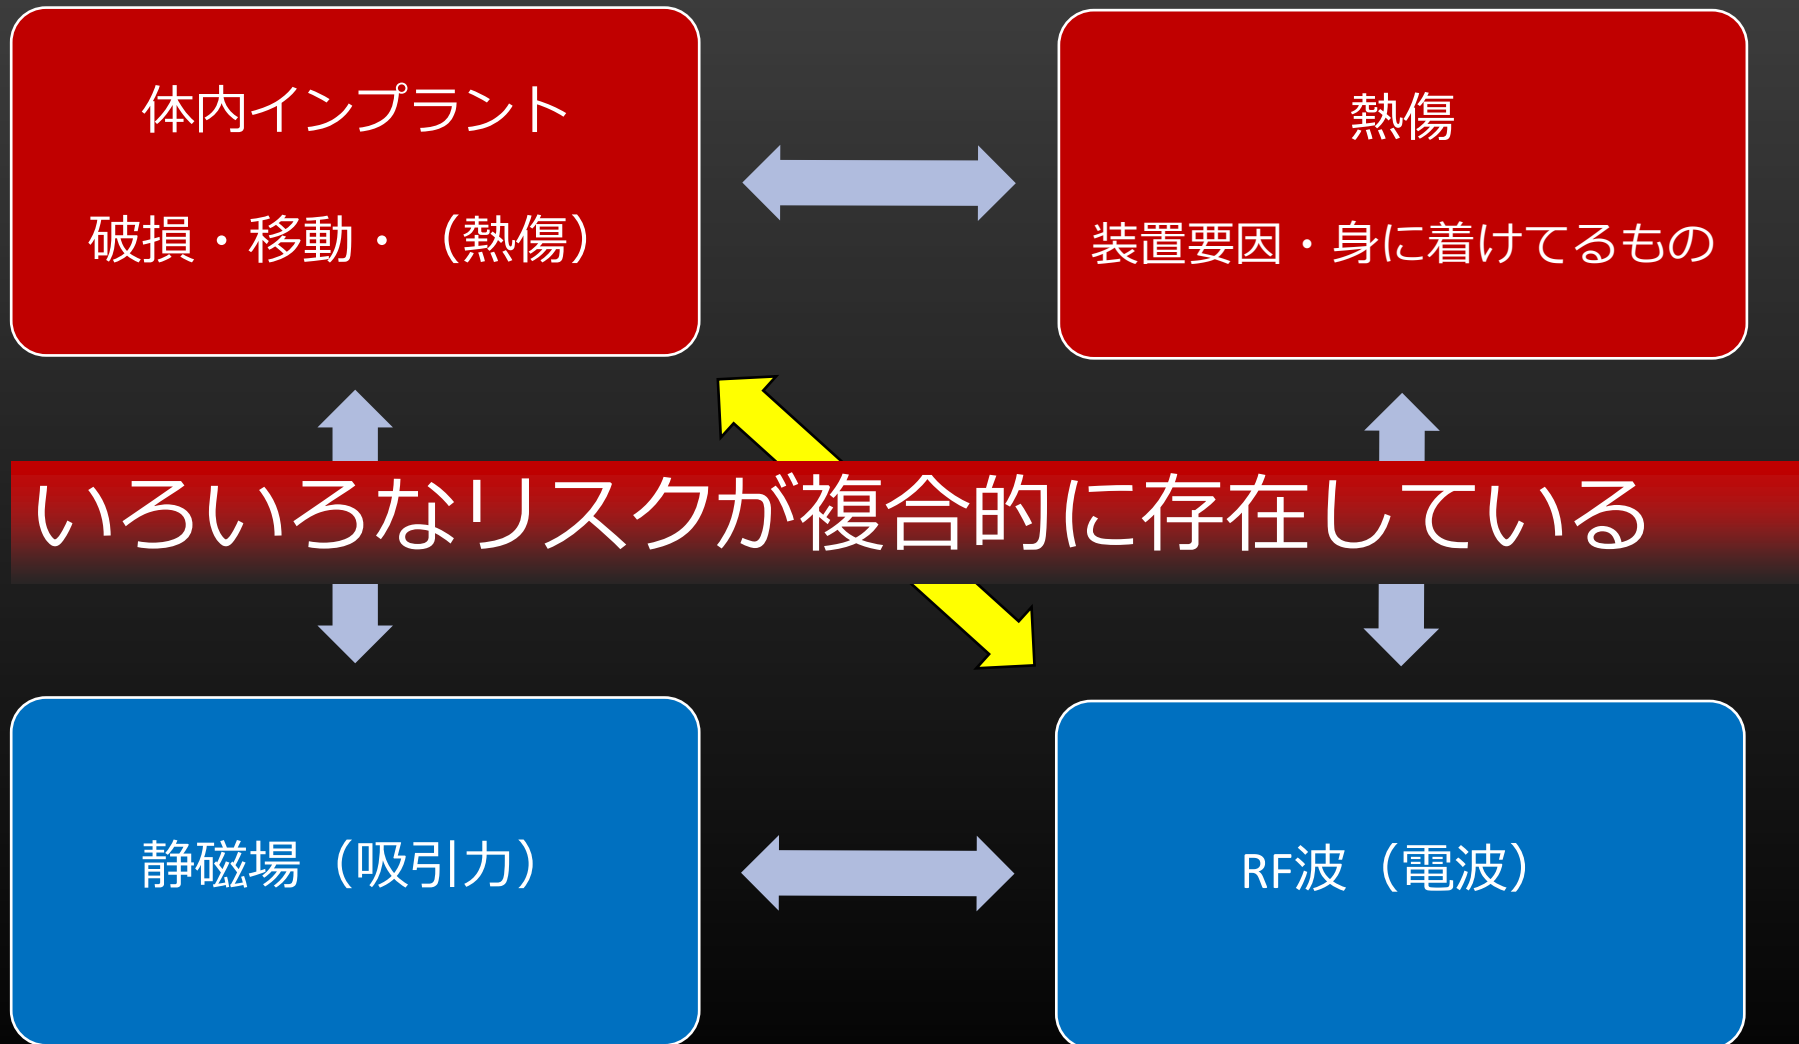 体内インプラント
破損・移動・（熱傷）
熱傷
装置要因・身に着けてるもの
いろいろなリスクが複合的に存在している
静磁場（吸引力）
RF波（電波）